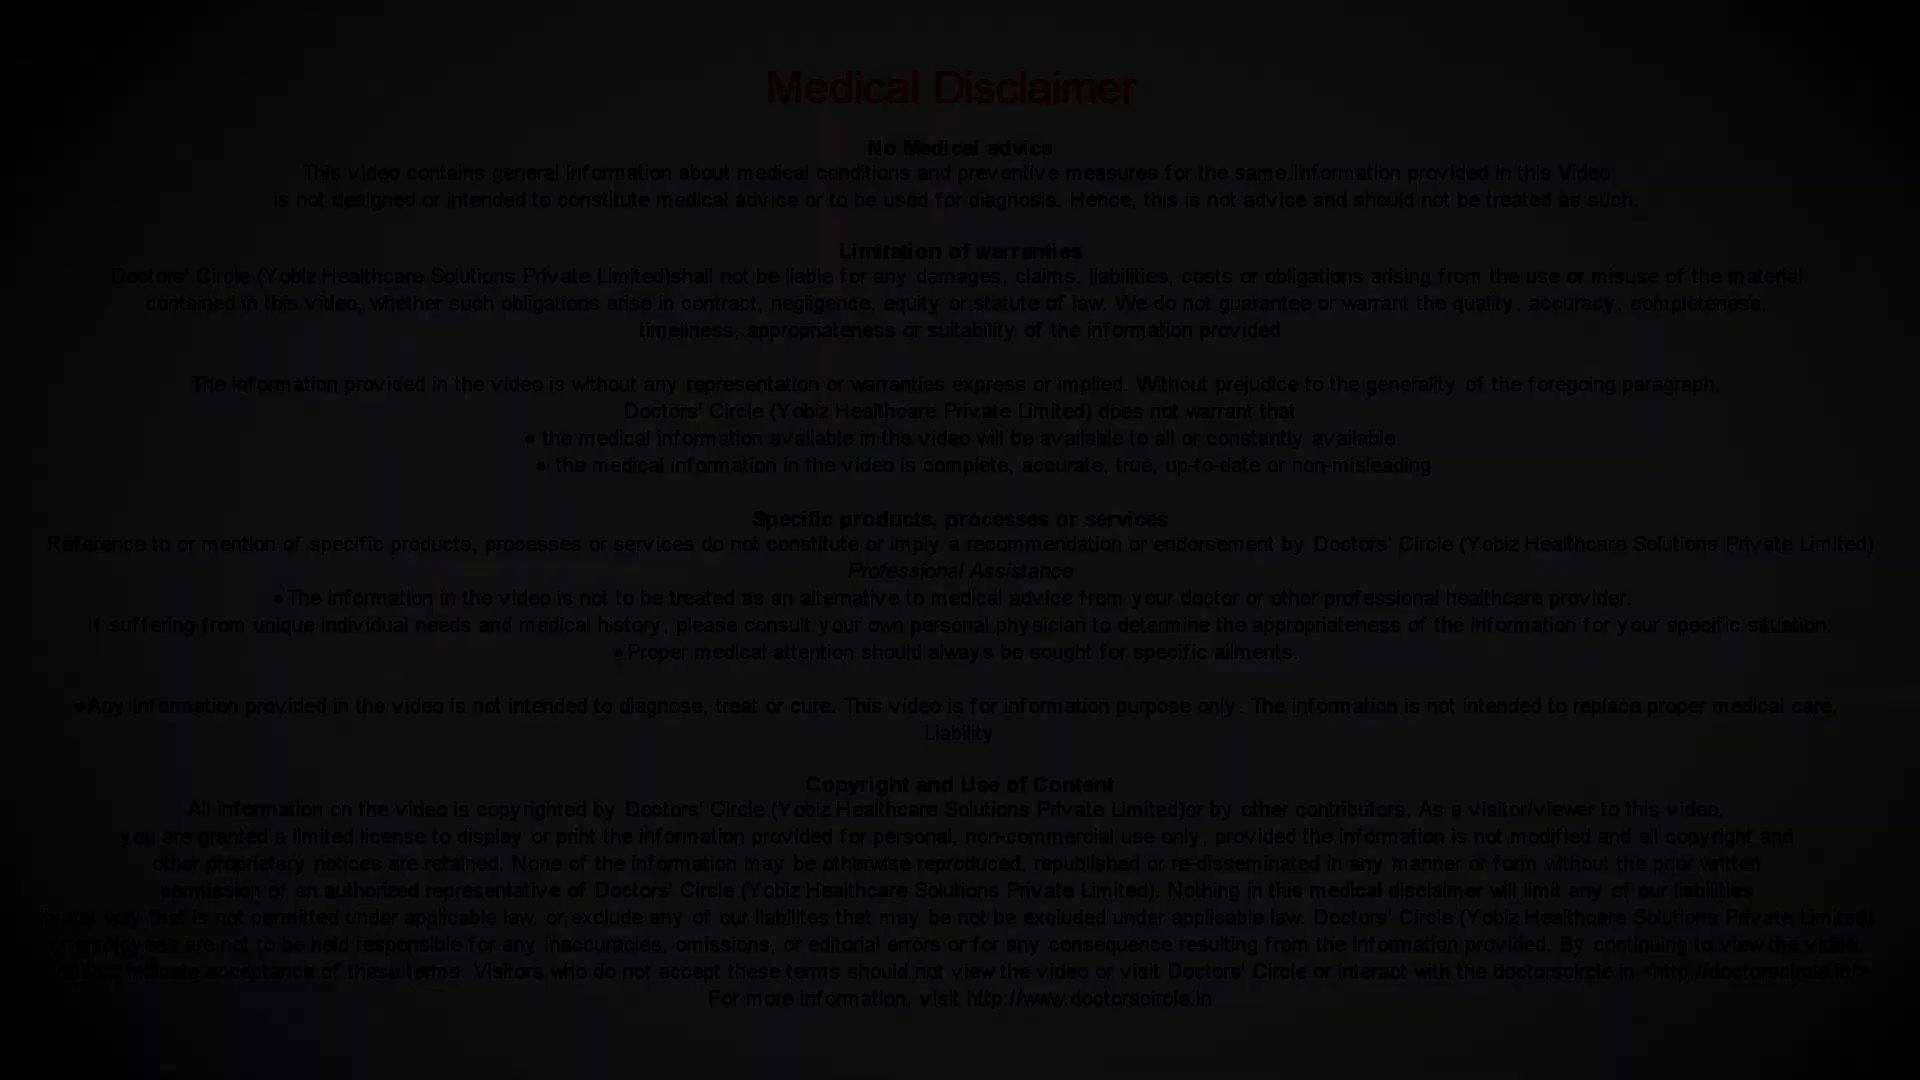 Medical Disclaimer
No Medical advice
This video contains general information about medical conditions and preventive measures for the same.Information provided in this Video
is not designed or intended to constitute medical advice or to be used for diagnosis. Hence, this is not advice and should not be treated as such.
Limitation of warranties
Doctors' Circle (Yobiz Healthcare Solutions Private Limited)shall not be liable for any damages, claims, liabilities, costs or obligations arising from the use or misuse of the material
contained in this video, whether such obligations arise in contract, negligence, equity or statute of law. We do not guarantee or warrant the quality, accuracy, completeness,
timeliness, appropriateness or suitability of the information provided
The information provided in the video is without any representation or warranties express or implied. Without prejudice to the generality of the foregoing paragraph,
Doctors' Circle (Yobiz Healthcare Private Limited) does not warrant that
● the medical information available in the video will be available to all or constantly available
● the medical information in the video is complete, accurate, true, up-to-date or non-misleading
Specific products, processes or services
Reference to or mention of specific products, processes or services do not constitute or imply a recommendation or endorsement by Doctors' Circle (Yobiz Healthcare Solutions Private Limited)
Professional Assistance
●The information in the video is not to be treated as an alternative to medical advice from your doctor or other professional healthcare provider.
If suffering from unique individual needs and medical history, please consult your own personal physician to determine the appropriateness of the information for your specific situation.
●Proper medical attention should always be sought for specific ailments.
●Any information provided in the video is not intended to diagnose, treat or cure. This video is for information purpose only. The information is not intended to replace proper medical care.
Liability
Copyright and Use of Content
All information on the video is copyrighted by Doctors' Circle (Yobiz Healthcare Solutions Private Limited)or by other contributors. As a visitor/viewer to this video,
you are granted a limited license to display or print the information provided for personal, non-commercial use only, provided the information is not modified and all copyright and
other proprietary notices are retained. None of the information may be otherwise reproduced, republished or re-disseminated in any manner or form without the prior written
permission of an authorized representative of Doctors' Circle (Yobiz Healthcare Solutions Private Limited). Nothing in this medical disclaimer will limit any of our liabilities
in any way that is not permitted under applicable law, or exclude any of our liabilites that may be not be excluded under applicable law. Doctors' Circle (Yobiz Healthcare Solutions Private Limited)
or employees are not to be held responsible for any inaccuracies, omissions, or editorial errors or for any consequence resulting from the information provided. By continuing to view the video
visitors indicate acceptance of these terms. Visitors who do not accept these terms should not view the video or visit Doctors' Circle or interact with the doctorscircle.in <http://doctorscircle.in/>
For more information, visit http://www.doctorscircle.in